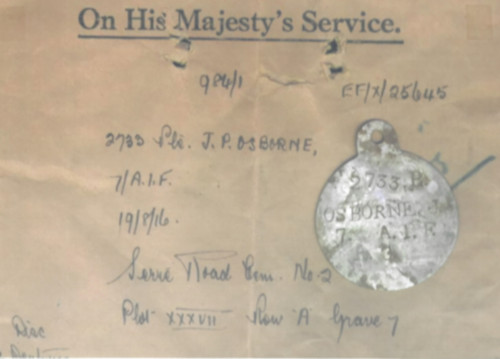 On His Majesty's Service.
984/1
EF/X/25645
2733 Pte. J.P. OSBORNE,
7/A.I.F.
19/8/16.
Serre Road Cem. No. 2
Plot XXXVII Row A Grave 7
Disc
2733.P
OSBORNE. J
7 A.I.F.